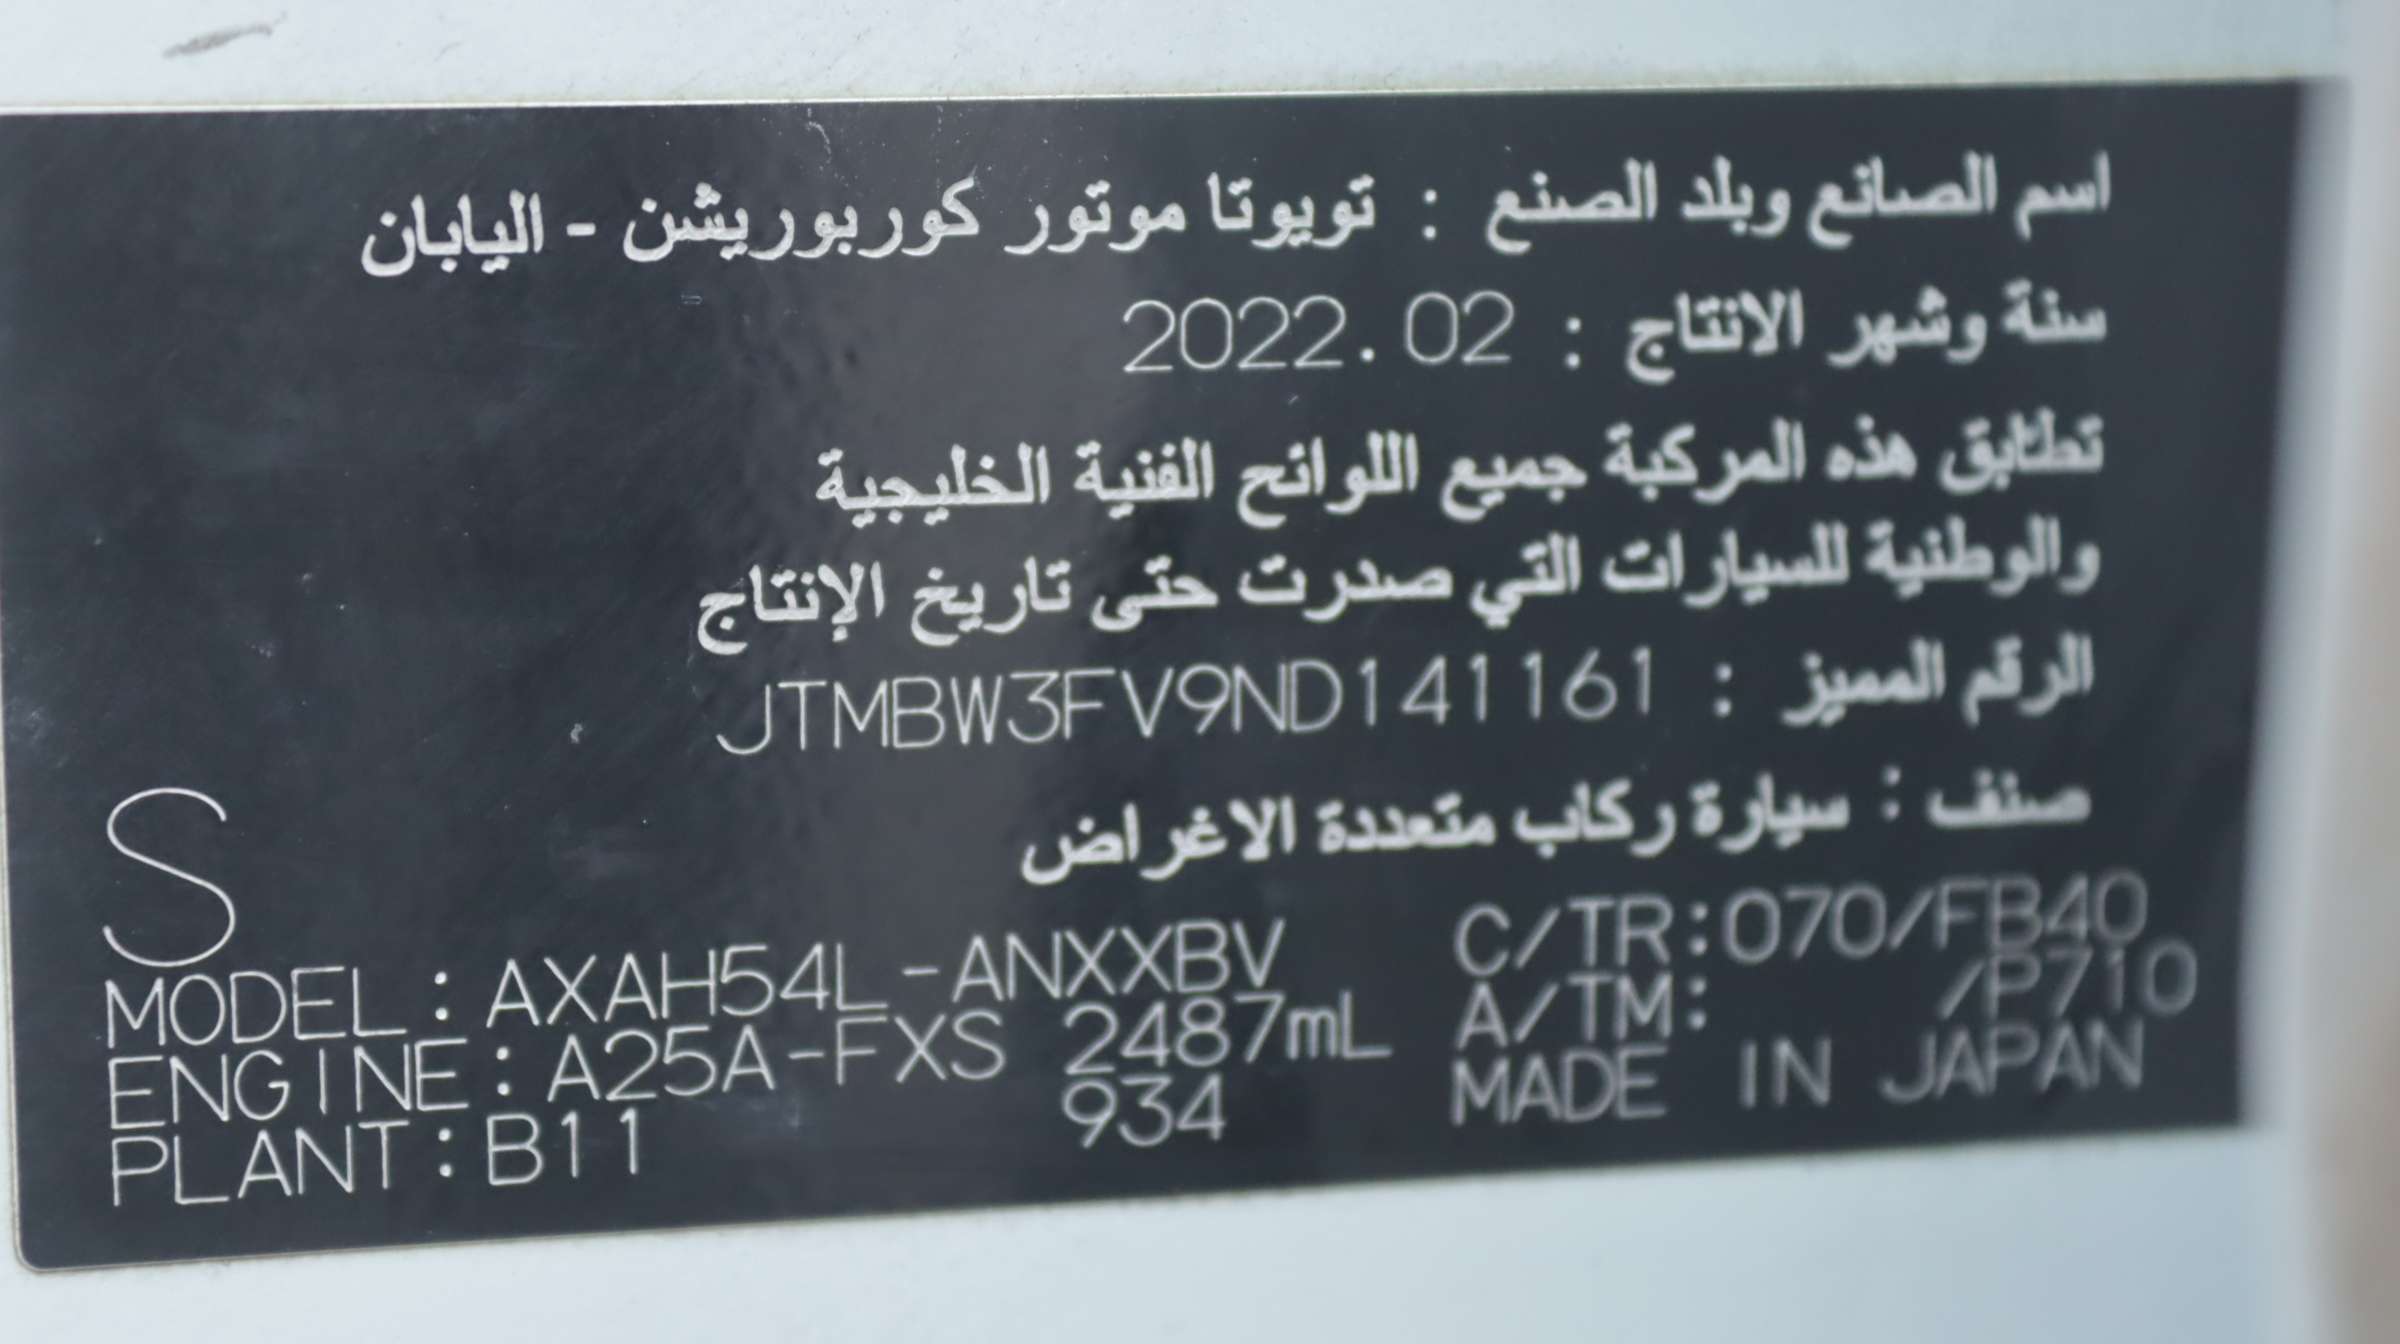 اسم الصانع وبلد الصنع : تويوتا موتور كوربوريشن - اليابان
سنة وشهر الانتاج : 2022.02
تطابق هذه المركبة جميع اللوائح الفنية الخليجية
والوطنية للسيارات التي صدرت حتى تاريخ الإنتاج
الرقم المميز : JTMBW3FV9ND141161
صنف : سيارة ركاب متعددة الاغراض
S
MODEL: AXAH54L-ANXXBV C/TR:070/FB40
ENGINE: A25A-FXS 2487mL A/TM: /P710
PLANT: B11 934 MADE IN JAPAN